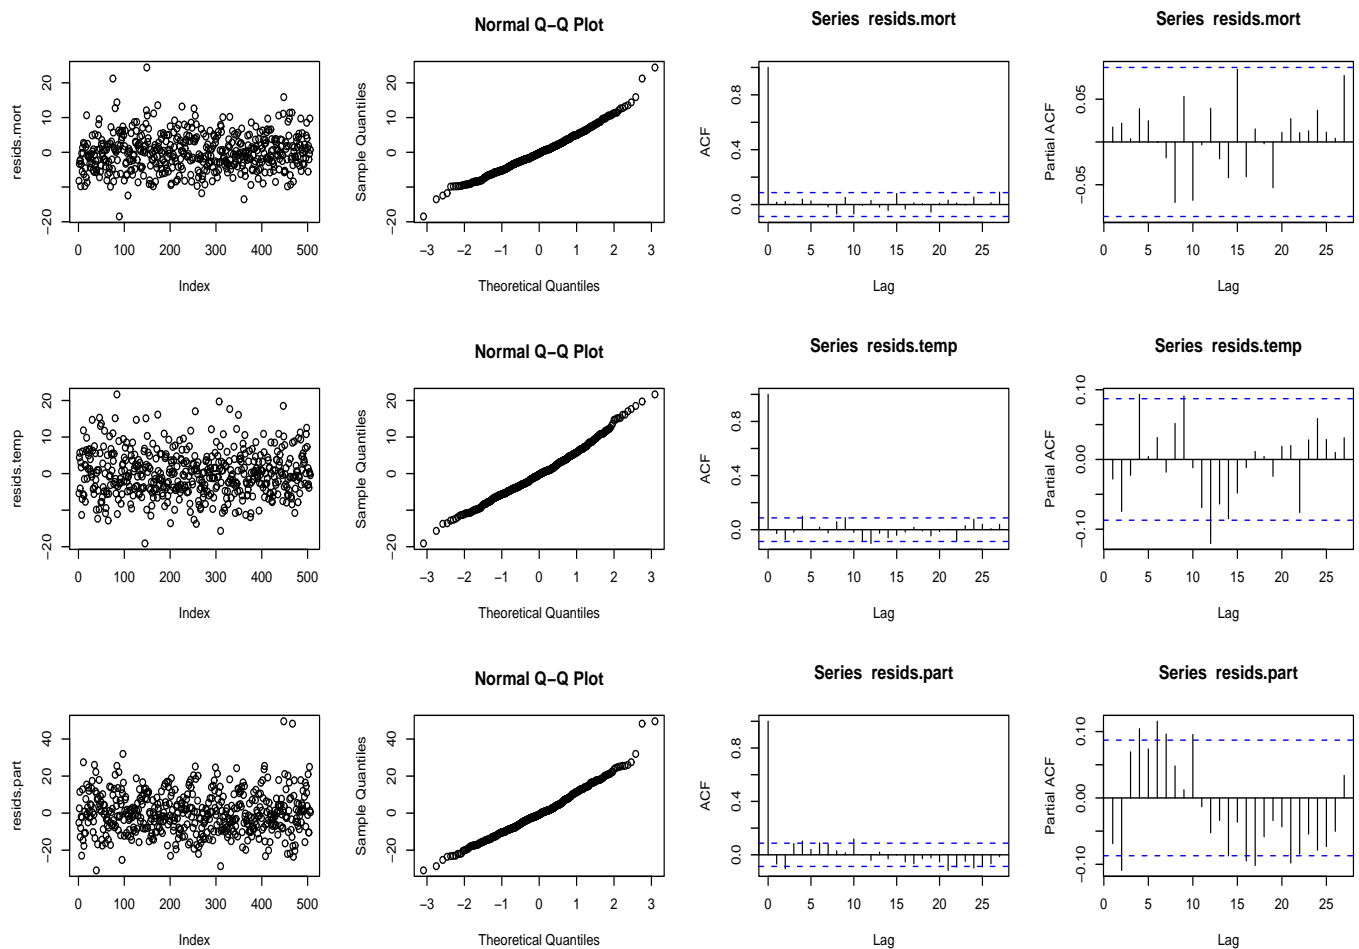 Normal Q−Q Plot
Series resids.mort
Series resids.mort
resids.mort
−20
0
10
20
0 100 200 300 400 500
Index
Sample Quantiles
−20
0
10
20
−3 −2 −1 0 1 2 3
Theoretical Quantiles
ACF
0.0
0.4
0.8
0 5 10 15 20 25
Lag
Partial ACF
−0.05
0.05
0 5 10 15 20 25
Lag
Normal Q−Q Plot
Series resids.temp
Series resids.temp
resids.temp
−20
0
10
20
0 100 200 300 400 500
Index
Sample Quantiles
−20
0
10
20
−3 −2 −1 0 1 2 3
Theoretical Quantiles
ACF
0.0
0.4
0.8
0 5 10 15 20 25
Lag
Partial ACF
−0.10
0.00
0.10
0 5 10 15 20 25
Lag
Normal Q−Q Plot
Series resids.part
Series resids.part
resids.part
−20
0
20
40
0 100 200 300 400 500
Index
Sample Quantiles
−20
0
20
40
−3 −2 −1 0 1 2 3
Theoretical Quantiles
ACF
0.0
0.4
0.8
0 5 10 15 20 25
Lag
Partial ACF
−0.10
0.00
0.10
0 5 10 15 20 25
Lag